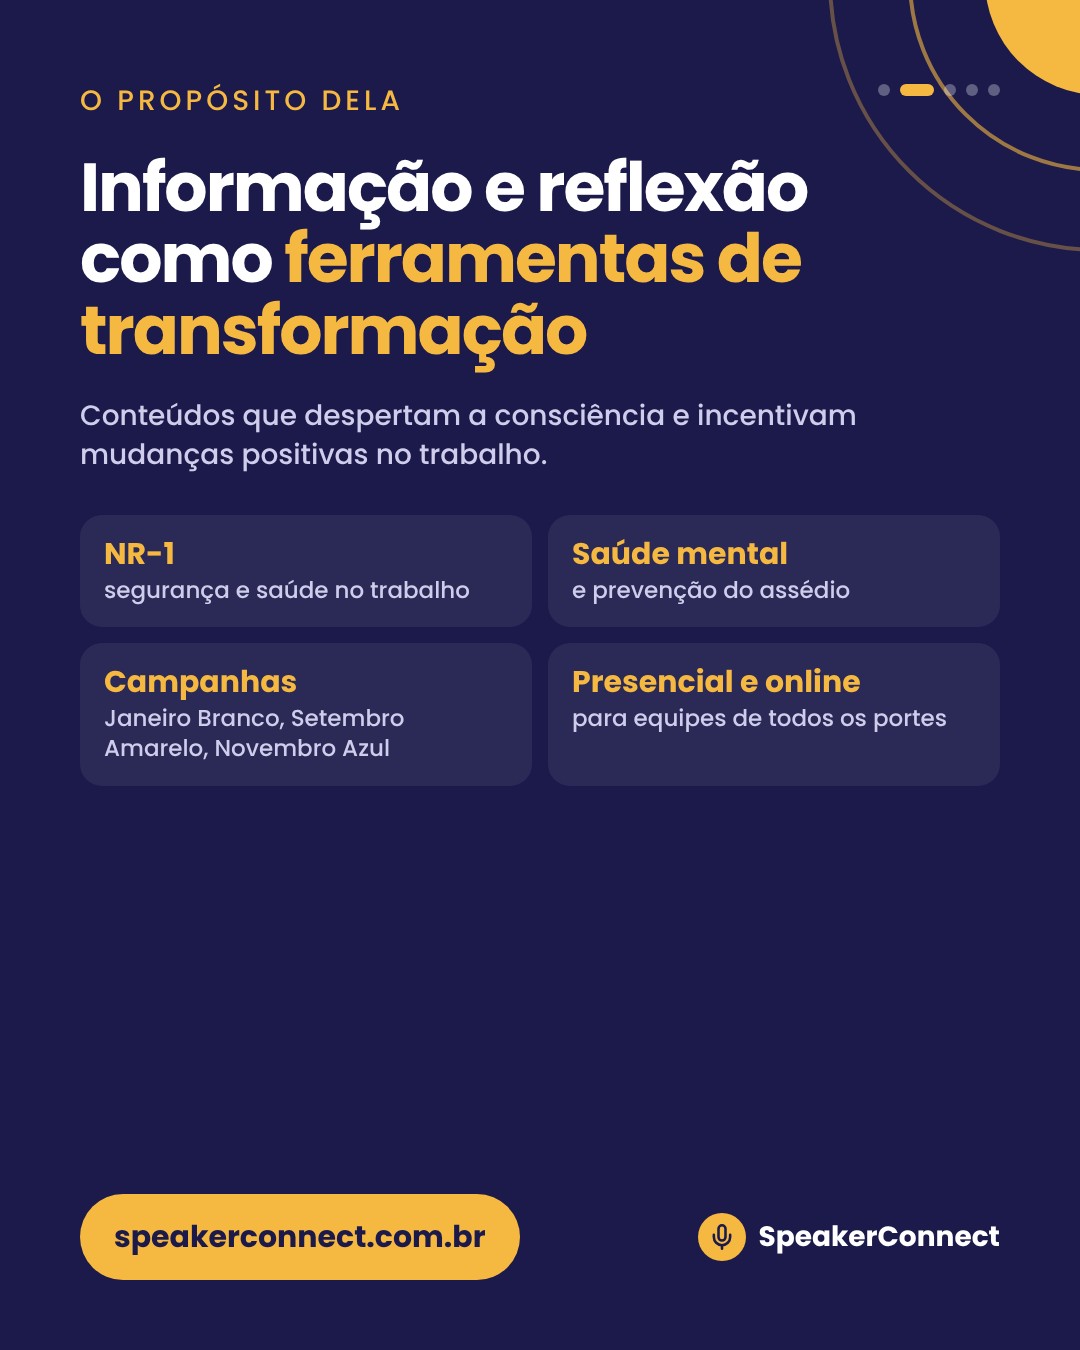 O PROPÓSITO DELA
Informação e reflexão
como ferramentas de
transformação
Conteúdos que despertam a consciência e incentivam
mudanças positivas no trabalho.
NR-1
segurança e saúde no trabalho
Saúde mental
e prevenção do assédio
Campanhas
Janeiro Branco, Setembro
Amarelo, Novembro Azul
Presencial e online
para equipes de todos os portes
speakerconnect.com.br
SpeakerConnect